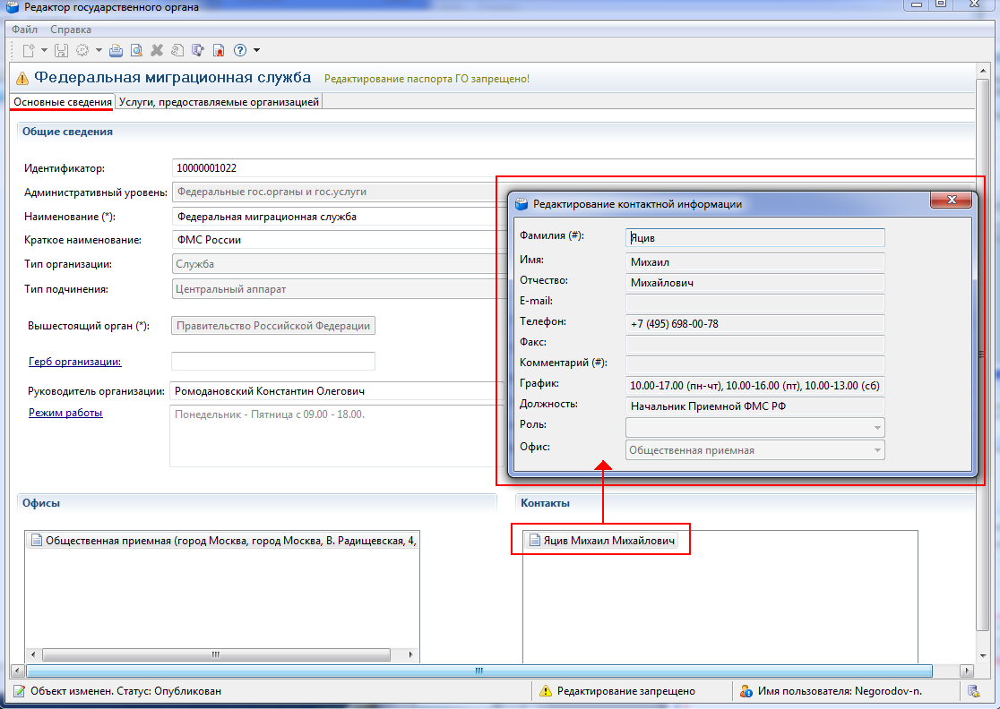 Редактор государственного органа
Файл Справка
Федеральная миграционная служба Редактирование паспорта ГО запрещено!
Основные сведения Услуги, предоставляемые организацией
Общие сведения
Идентификатор: 10000001022
Административный уровень: Федеральные гос.органы и гос.услуги
Наименование (*): Федеральная миграционная служба
Краткое наименование: ФМС России
Тип организации: Служба
Тип подчинения: Центральный аппарат
Вышестоящий орган (*): Правительство Российской Федерации
Герб организации:
Руководитель организации: Ромодановский Константин Олегович
Режим работы Понедельник - Пятница с 09.00 - 18.00.
Редактирование контактной информации
Фамилия (#): Яцив
Имя: Михаил
Отчество: Михайлович
E-mail:
Телефон: +7 (495) 698-00-78
Факс:
Комментарий (#):
График: 10.00-17.00 (пн-чт), 10.00-16.00 (пт), 10.00-13.00 (сб)
Должность: Начальник Приемной ФМС РФ
Роль:
Офис: Общественная приемная
Офисы
Общественная приемная (город Москва, город Москва, В. Радищевская, 4,
Контакты
Яцив Михаил Михайлович
Объект изменен. Статус: Опубликован Редактирование запрещено Имя пользователя: Negorodov-n.